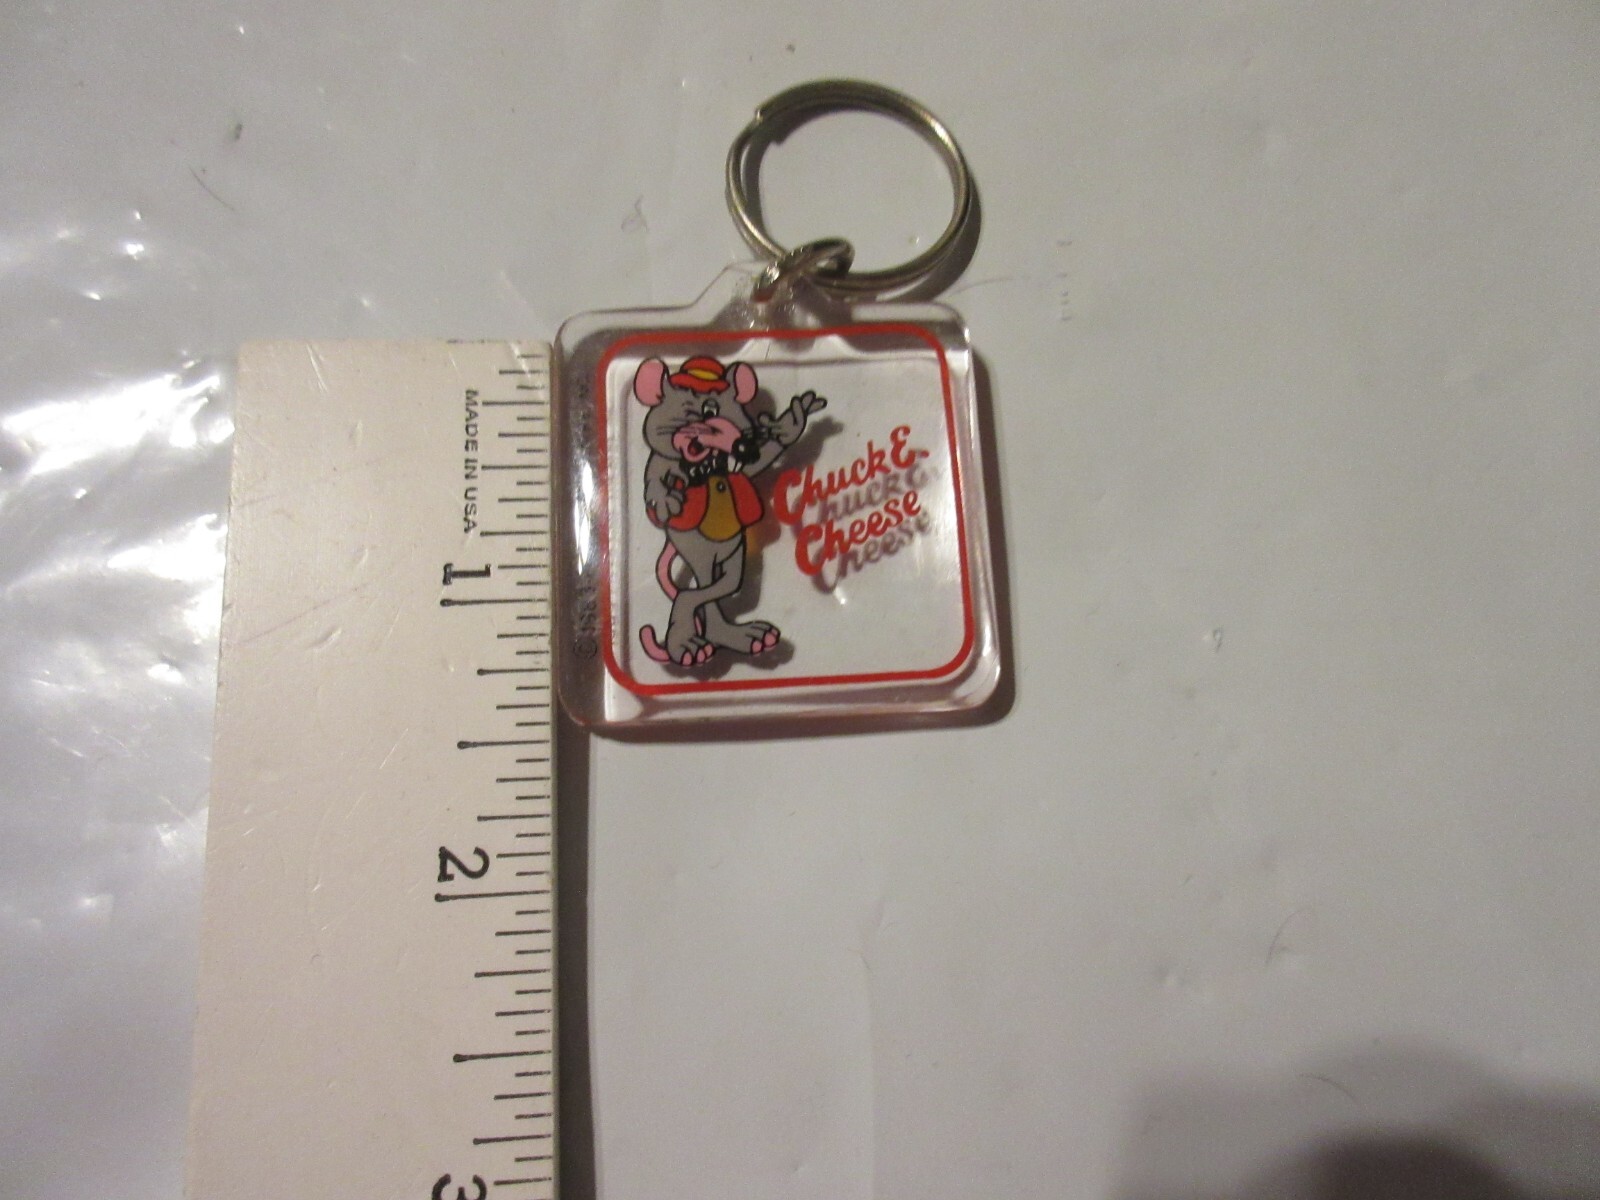 MADE IN USA
1
2
3
Chuck E.
Cheese